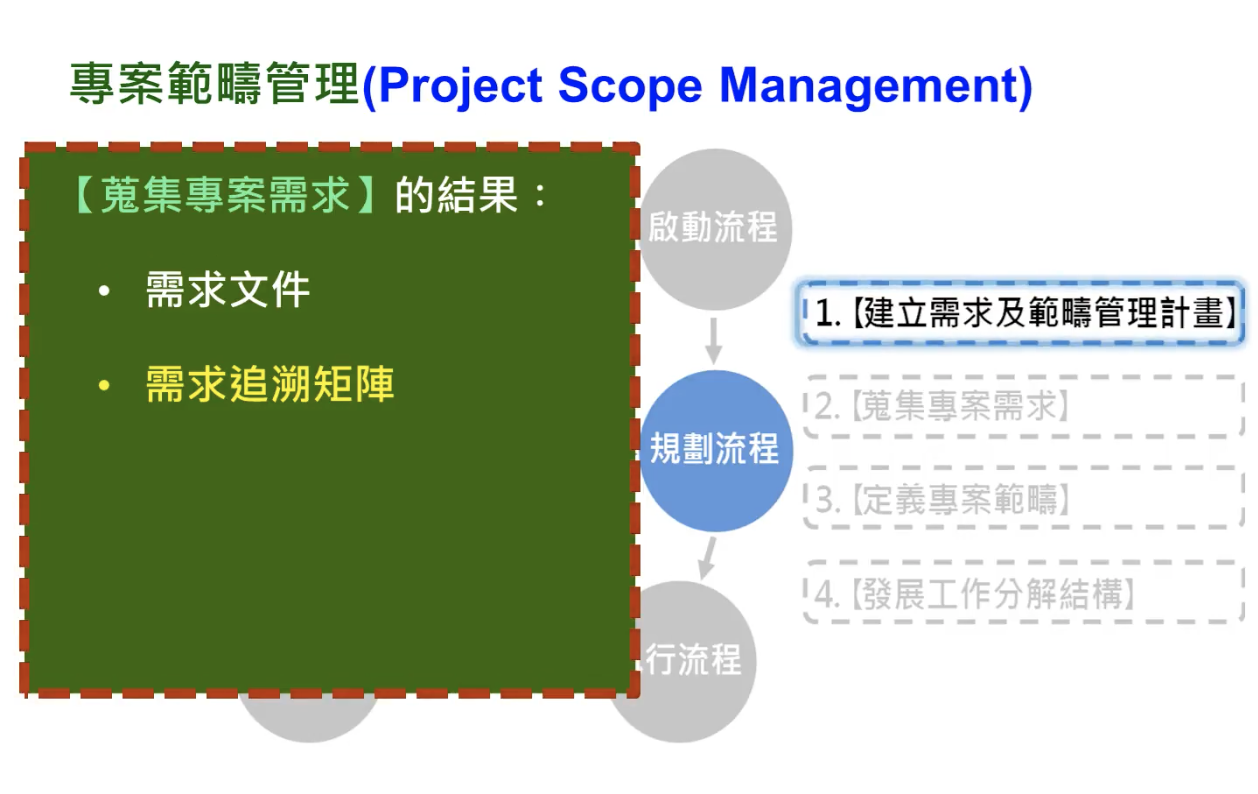 專案範疇管理(Project Scope Management)
【蒐集專案需求】的結果：
• 需求文件
• 需求追溯矩陣
啟動流程
規劃流程
行流程
1.【建立需求及範疇管理計畫】
2.【蒐集專案需求】
3.【定義專案範疇】
4.【發展工作分解結構】